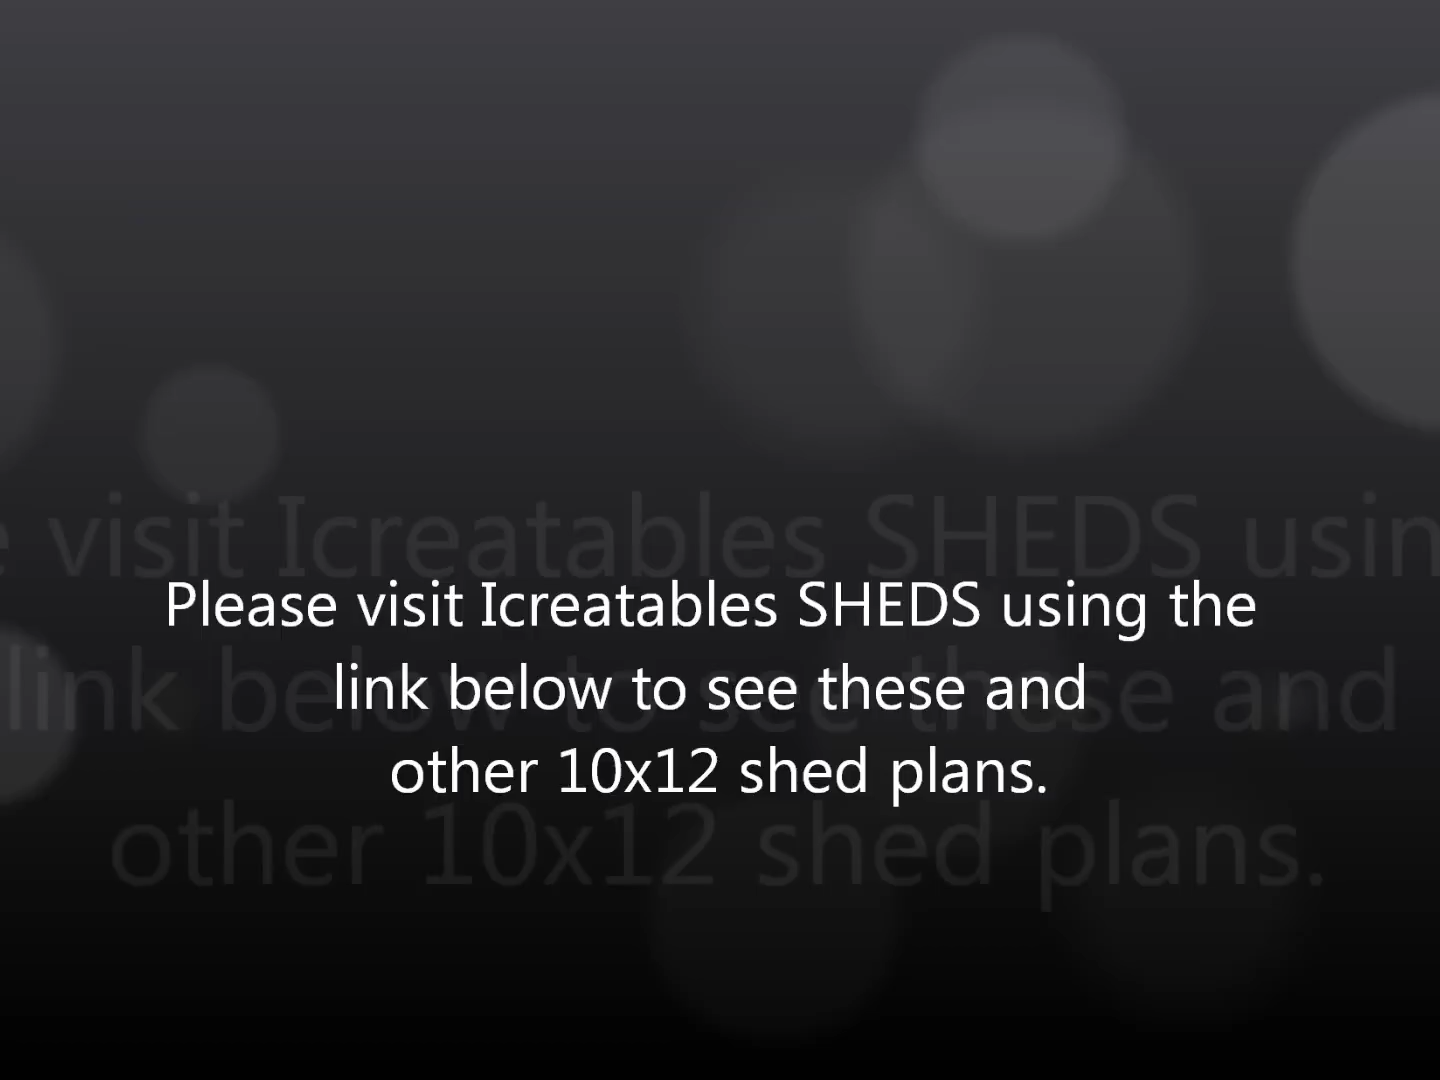 Please visit Icreatables SHEDS using the
link below to see these and
other 10x12 shed plans.